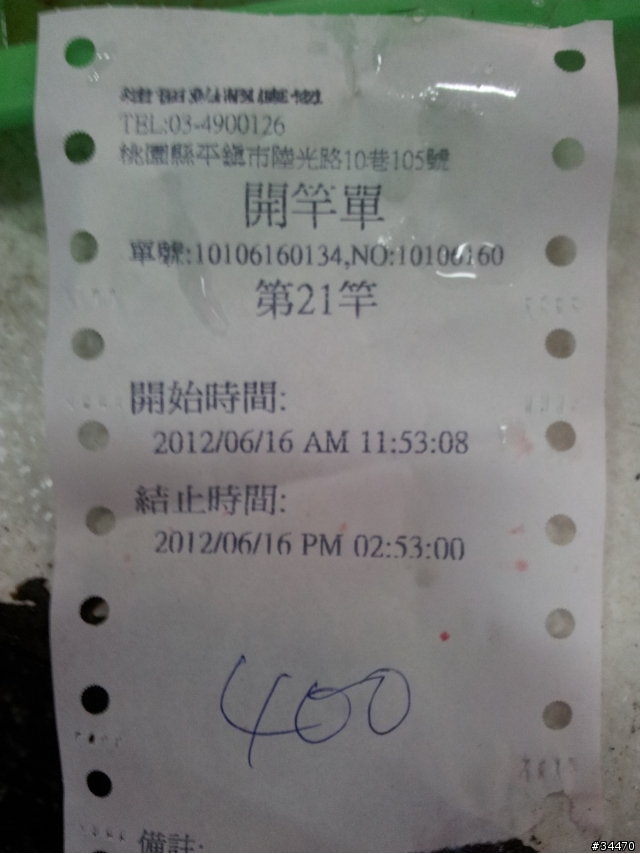 TEL:03-4900126
桃園縣平鎮市陸光路10巷105號
開竿單
單號:10106160134,NO:10106160
第21竿
開始時間:
2012/06/16 AM 11:53:08
結止時間:
2012/06/16 PM 02:53:00
400
備註:
#34470